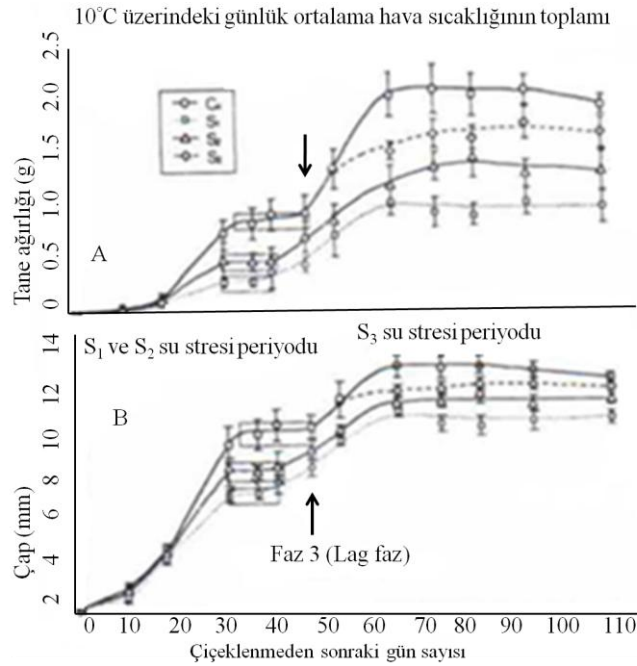 10°C üzerindeki günlük ortalama hava sıcaklığının toplamı
2.5
2.0
1.5
1.0
0.5
0
Tane ağırlığı (g)
A
S₁ ve S₂ su stresi periyodu
S₃ su stresi periyodu
14
12
10
8
6
4
2
Çap (mm)
B
Faz 3 (Lag faz)
0 10 20 30 40 50 60 70 80 90 100 110
Çiçeklenmeden sonraki gün sayısı